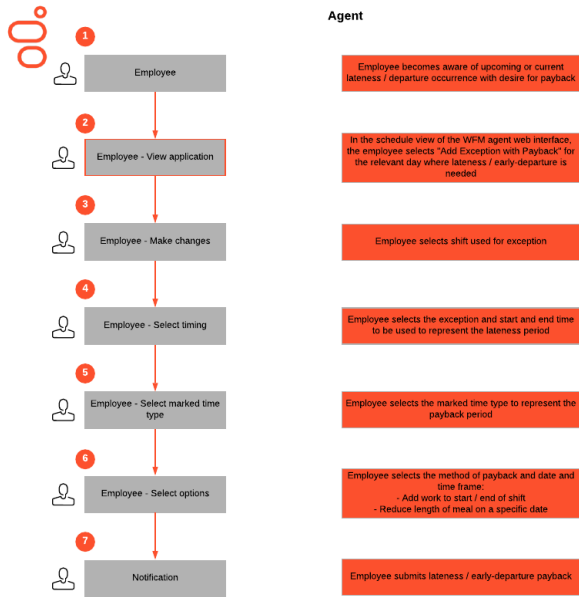 Agent
1
Employee
Employee becomes aware of upcoming or current
lateness / departure occurrence with desire for payback
2
Employee - View application
In the schedule view of the WFM agent web interface,
the employee selects "Add Exception with Payback" for
the relevant day where lateness / early-departure is
needed
3
Employee - Make changes
Employee selects shift used for exception
4
Employee - Select timing
Employee selects the exception and start and end time
to be used to represent the lateness period
5
Employee - Select marked time
type
Employee selects the marked time type to represent the
payback period
6
Employee - Select options
Employee selects the method of payback and date and
time frame:
- Add work to start / end of shift
- Reduce length of meal on a specific date
7
Notification
Employee submits lateness / early-departure payback